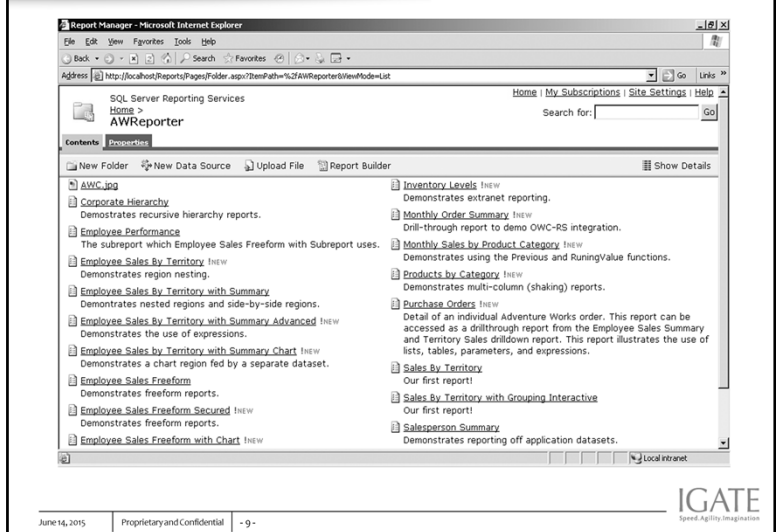 Report Manager - Microsoft Internet Explorer
File Edit View Favorites Tools Help
Back Search Favorites
Address http://localhost/Reports/Pages/Folder.aspx?ItemPath=%2fAWReporter&ViewMode=List Go Links »
SQL Server Reporting Services
Home >
AWReporter
Home | My Subscriptions | Site Settings | Help
Search for: Go
Contents Properties
New Folder New Data Source Upload File Report Builder Show Details
AWC.jpg
Corporate Hierarchy
Demostrates recursive hierarchy reports.
Employee Performance
The subreport which Employee Sales Freeform with Subreport uses.
Employee Sales By Territory !NEW
Demonstrates region nesting.
Employee Sales By Territory with Summary
Demontrates nested regions and side-by-side regions.
Employee Sales By Territory with Summary Advanced !NEW
Demonstrates the use of expressions.
Employee Sales by Territory with Summary Chart !NEW
Demonstrates a chart region fed by a separate dataset.
Employee Sales Freeform
Demonstrates freeform reports.
Employee Sales Freeform Secured !NEW
Demonstrates freeform reports.
Employee Sales Freeform with Chart !NEW
Inventory Levels !NEW
Demonstrates extranet reporting.
Monthly Order Summary !NEW
Drill-through report to demo OWC-RS integration.
Monthly Sales by Product Category !NEW
Demonstrates using the Previous and RuningValue functions.
Products by Category !NEW
Demonstrates multi-column (shaking) reports.
Purchase Orders !NEW
Detail of an individual Adventure Works order. This report can be
accessed as a drillthrough report from the Employee Sales Summary
and Territory Sales drilldown report. This report illustrates the use of
lists, tables, parameters, and expressions.
Sales By Territory
Our first report!
Sales By Territory with Grouping Interactive
Our first report!
Salesperson Summary
Demonstrates reporting off application datasets.
Local intranet
June 14, 2015 Proprietary and Confidential - 9 -
IGATE
Speed.Agility.Imagination